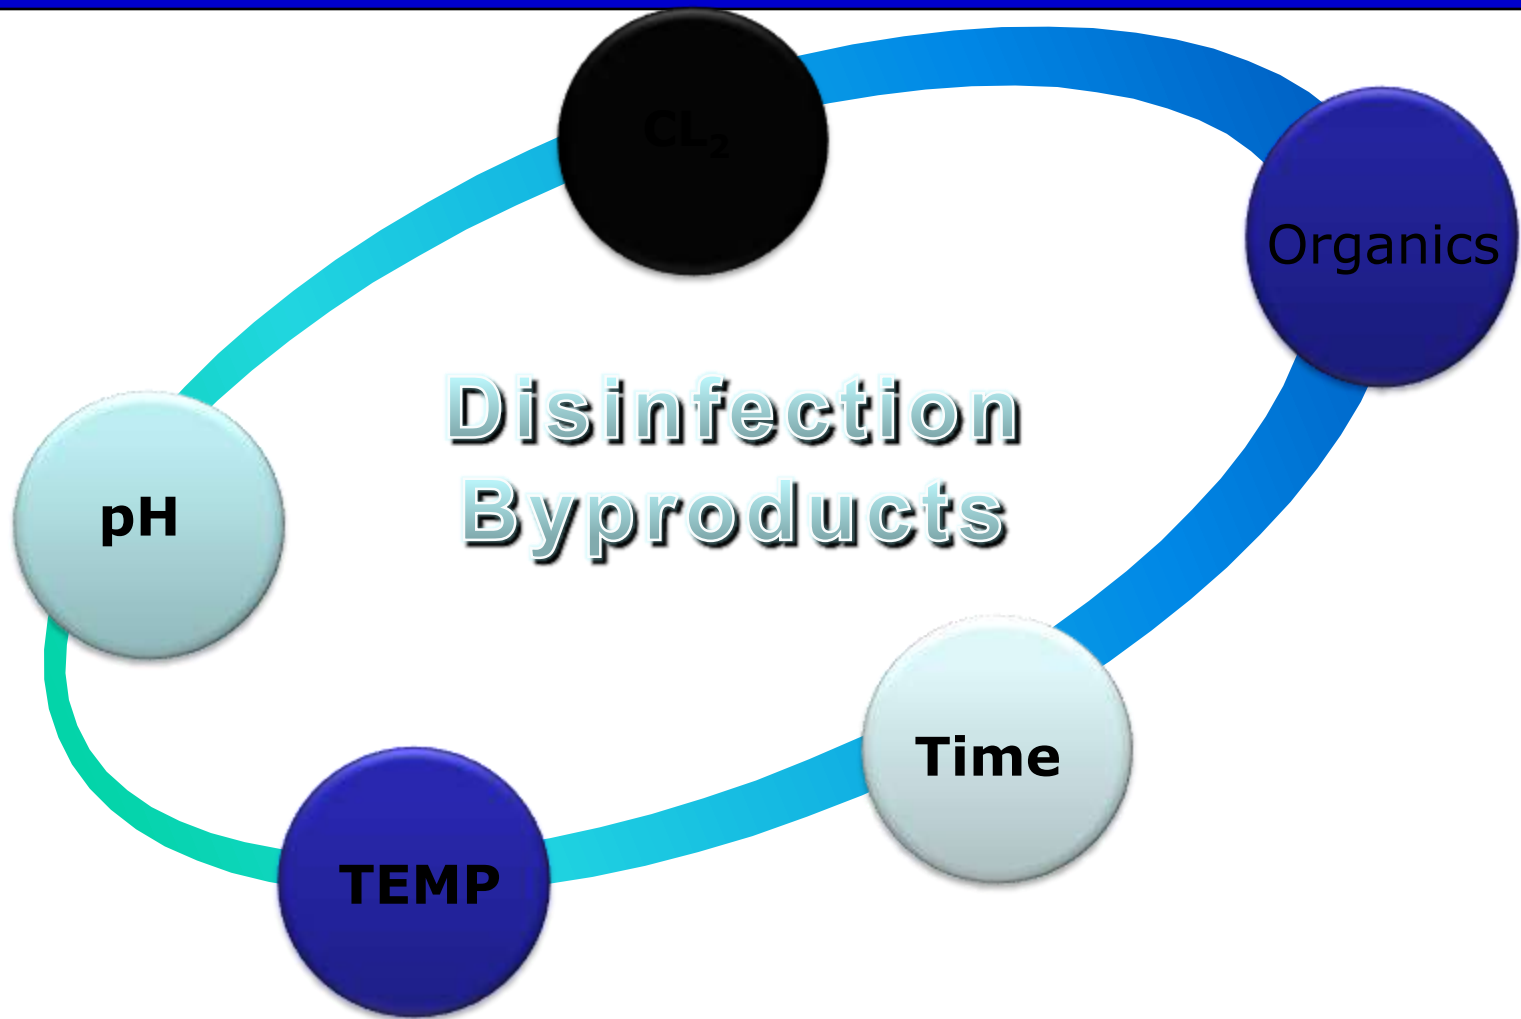 CL₂
Organics
Disinfection
Byproducts
pH
Time
TEMP